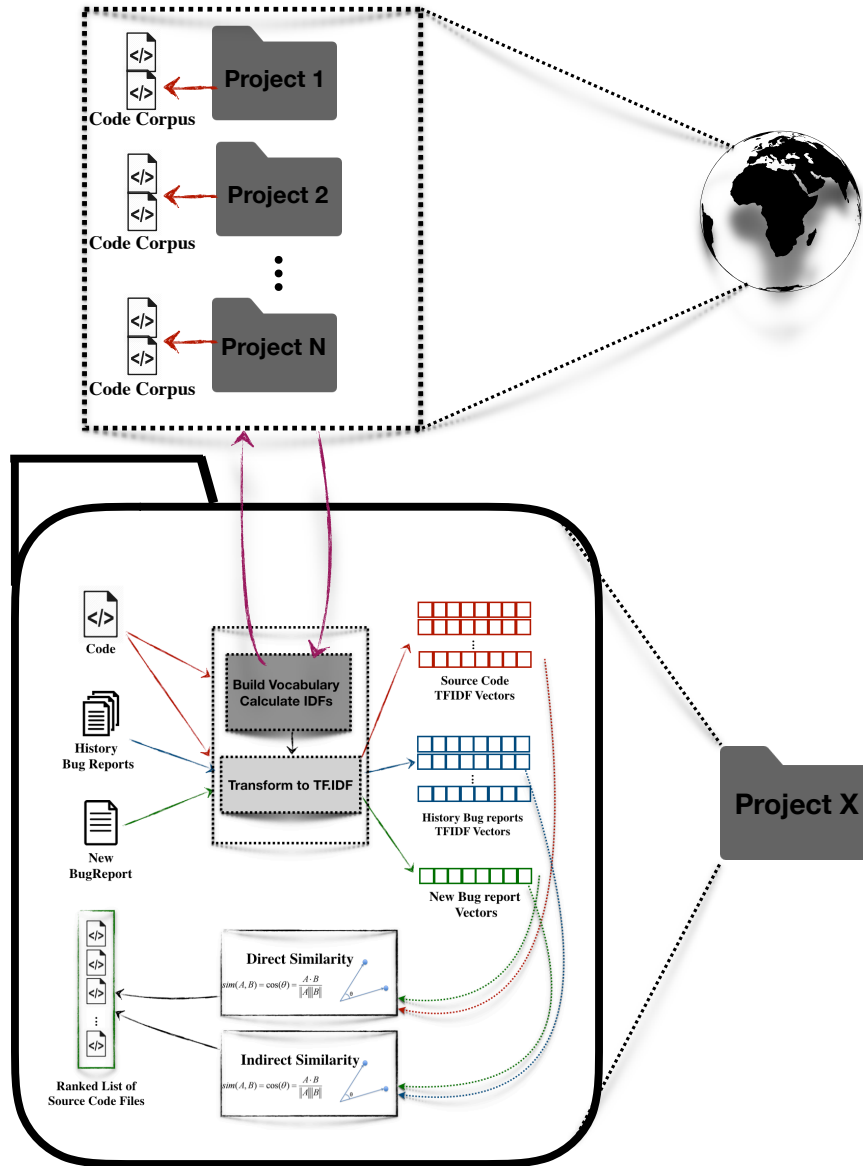 </>
</>
Project 1
Code Corpus
</>
</>
Project 2
Code Corpus
</>
</>
Project N
Code Corpus
</>
Code
Build Vocabulary
Calculate IDFs
Source Code
TFIDF Vectors
History
Bug Reports
Transform to TF.IDF
History Bug reports
TFIDF Vectors
Project X
New
BugReport
New Bug report
Vectors
</>
</>
</>
...
</>
Ranked List of
Source Code Files
Direct Similarity
sim(A, B) = cos(θ) = A · B / ||A||||B||
θ
Indirect Similarity
sim(A, B) = cos(θ) = A · B / ||A||||B||
θ